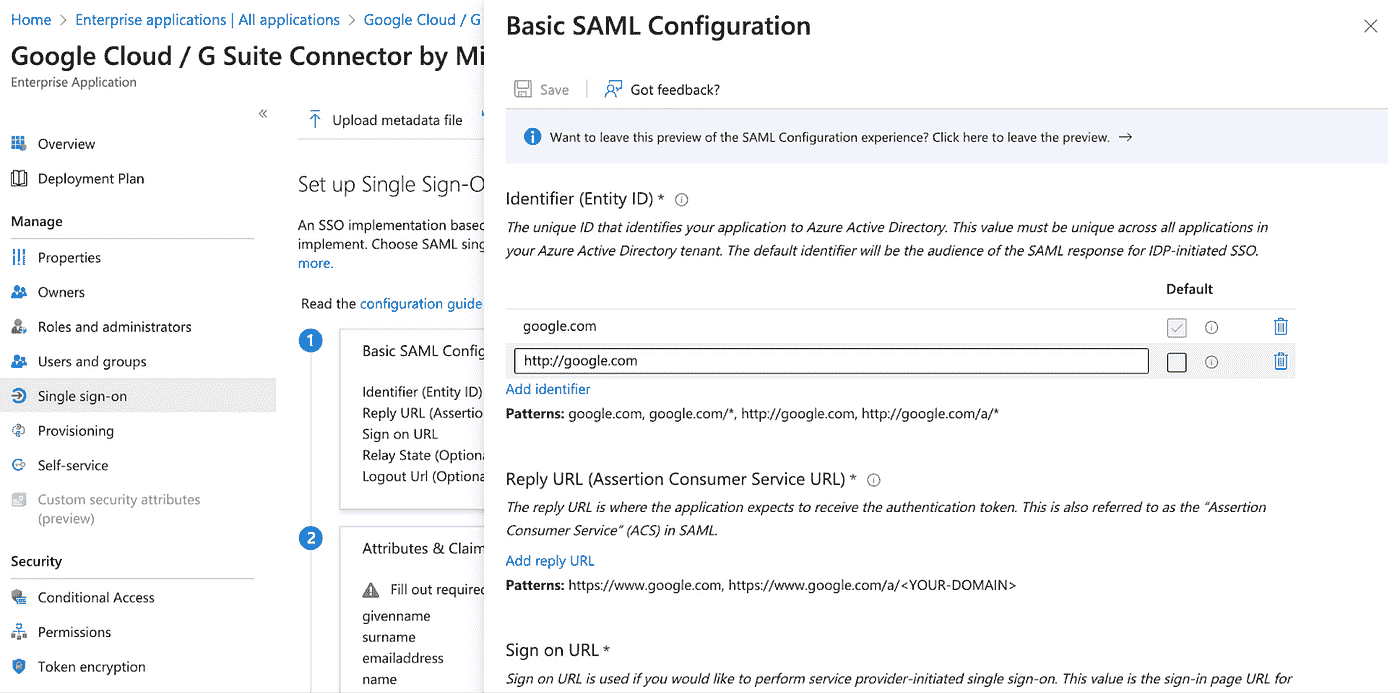 Home > Enterprise applications | All applications > Google Cloud / G
Google Cloud / G Suite Connector by Mi
Enterprise Application
«
Overview
Deployment Plan
Manage
Properties
Owners
Roles and administrators
Users and groups
Single sign-on
Provisioning
Self-service
Custom security attributes
(preview)
Security
Conditional Access
Permissions
Token encryption
Upload metadata file
Set up Single Sign-O
An SSO implementation based
implement. Choose SAML sing
more.
Read the configuration guide
1
Basic SAML Config
Identifier (Entity ID)
Reply URL (Assertio
Sign on URL
Relay State (Optiona
Logout Url (Optiona
2
Attributes & Claim
Fill out required
givenname
surname
emailaddress
name
Basic SAML Configuration
Save
Got feedback?
Want to leave this preview of the SAML Configuration experience? Click here to leave the preview. →
Identifier (Entity ID) *
The unique ID that identifies your application to Azure Active Directory. This value must be unique across all applications in
your Azure Active Directory tenant. The default identifier will be the audience of the SAML response for IDP-initiated SSO.
Default
google.com
http://google.com
Add identifier
Patterns: google.com, google.com/*, http://google.com, http://google.com/a/*
Reply URL (Assertion Consumer Service URL) *
The reply URL is where the application expects to receive the authentication token. This is also referred to as the “Assertion
Consumer Service” (ACS) in SAML.
Add reply URL
Patterns: https://www.google.com, https://www.google.com/a/<YOUR-DOMAIN>
Sign on URL *
Sign on URL is used if you would like to perform service provider-initiated single sign-on. This value is the sign-in page URL for